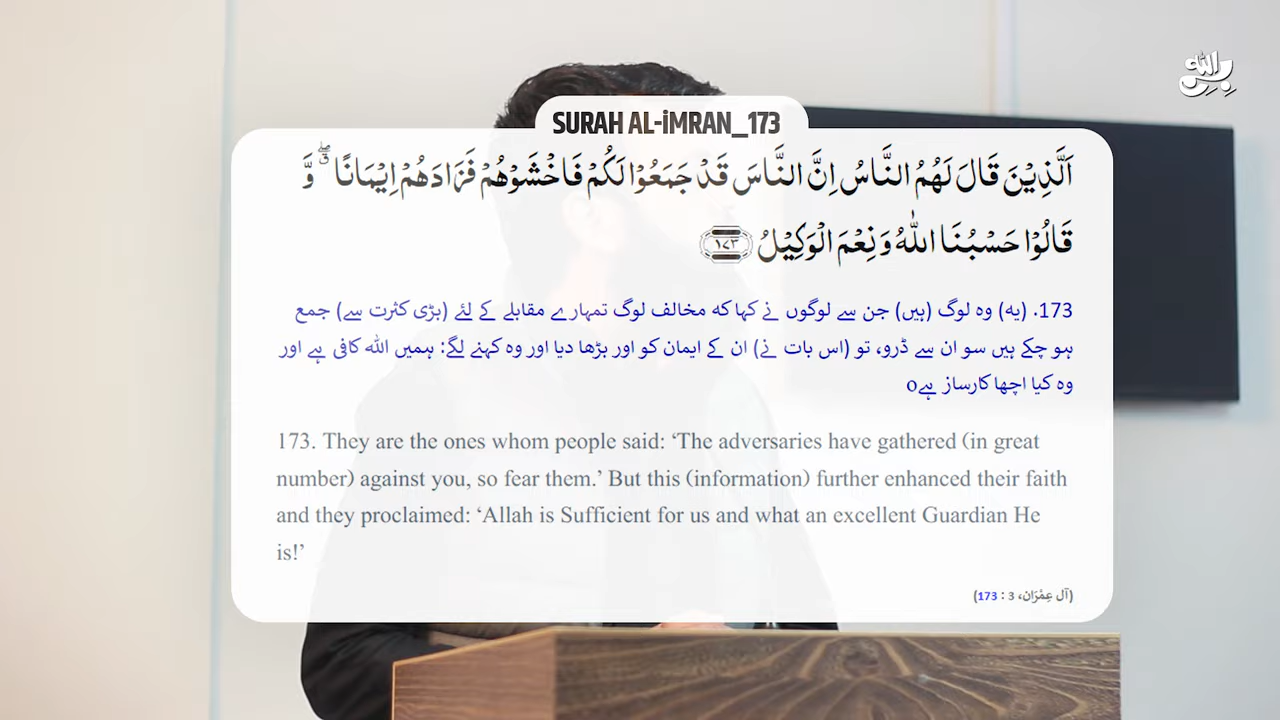 بسم الله
SURAH AL-iMRAN_173
اَلَّذِيْنَ قَالَ لَهُمُ النَّاسُ اِنَّ النَّاسَ قَدْ جَمَعُوْا لَكُمْ فَاخْشَوْهُمْ فَزَادَهُمْ اِيْمَانًا ۖۗ وَّ
قَالُوْا حَسْبُنَا اللّٰهُ وَنِعْمَ الْوَكِيْلُ ﴿۱۷۳﴾
173. (یہ) وہ لوگ (ہیں) جن سے لوگوں نے کہا کہ مخالف لوگ تمہارے مقابلے کے لئے (بڑی کثرت سے) جمع
ہو چکے ہیں سو ان سے ڈرو، تو (اس بات نے) ان کے ایمان کو اور بڑھا دیا اور وہ کہنے لگے: ہمیں اللہ کافی ہے اور
وہ کیا اچھا کارساز ہےo
173. They are the ones whom people said: ‘The adversaries have gathered (in great
number) against you, so fear them.’ But this (information) further enhanced their faith
and they proclaimed: ‘Allah is Sufficient for us and what an excellent Guardian He
is!’
(آل عِمْرَان، 3 : 173)